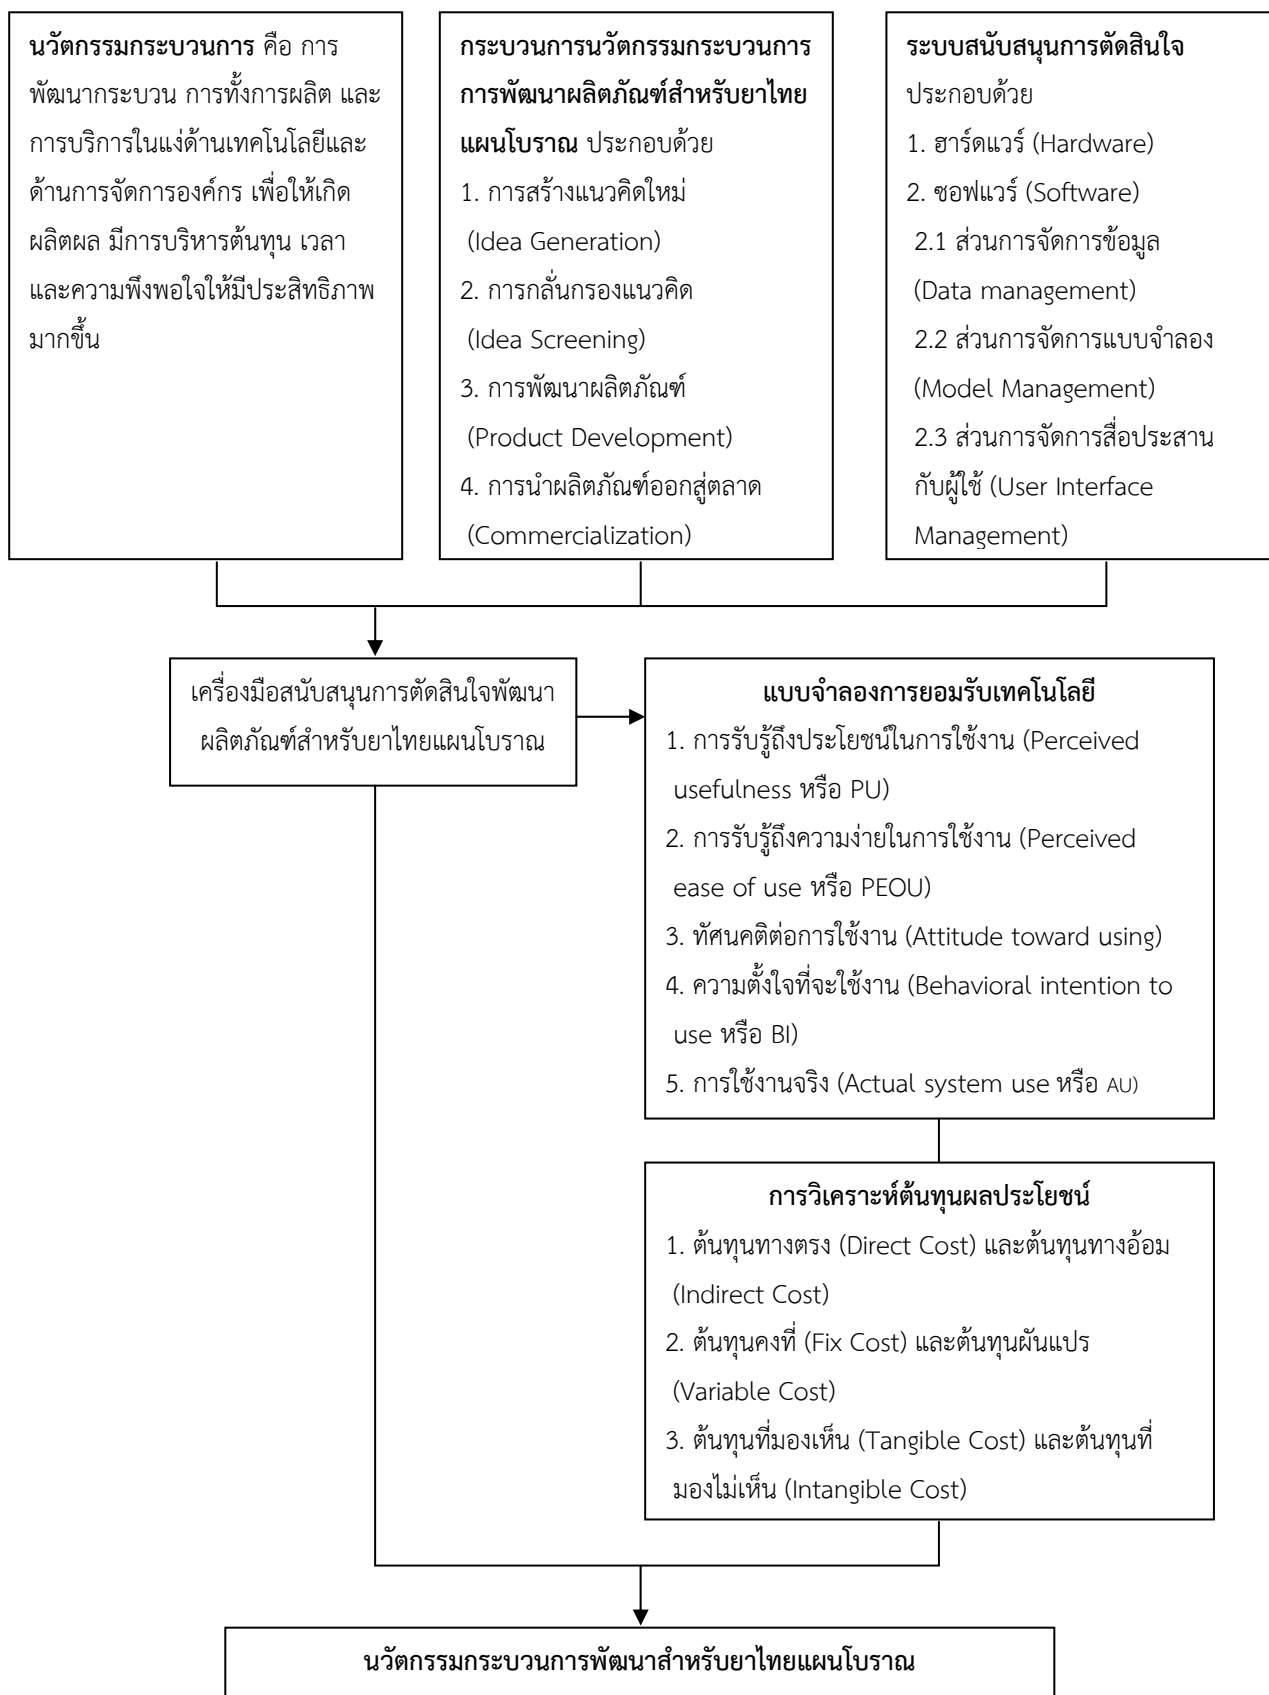 นวัตกรรมกระบวนการ คือ การ
พัฒนากระบวน การทั้งการผลิต และ
การบริการในแง่ด้านเทคโนโลยีและ
ด้านการจัดการองค์กร เพื่อให้เกิด
ผลิตผล มีการบริหารต้นทุน เวลา
และความพึงพอใจให้มีประสิทธิภาพ
มากขึ้น
กระบวนการนวัตกรรมกระบวนการ
การพัฒนาผลิตภัณฑ์สำหรับยาไทย
แผนโบราณ ประกอบด้วย
1. การสร้างแนวคิดใหม่
(Idea Generation)
2. การกลั่นกรองแนวคิด
(Idea Screening)
3. การพัฒนาผลิตภัณฑ์
(Product Development)
4. การนำผลิตภัณฑ์ออกสู่ตลาด
(Commercialization)
ระบบสนับสนุนการตัดสินใจ
ประกอบด้วย
1. ฮาร์ดแวร์ (Hardware)
2. ซอฟแวร์ (Software)
2.1 ส่วนการจัดการข้อมูล
(Data management)
2.2 ส่วนการจัดการแบบจำลอง
(Model Management)
2.3 ส่วนการจัดการสื่อประสาน
กับผู้ใช้ (User Interface
Management)
เครื่องมือสนับสนุนการตัดสินใจพัฒนา
ผลิตภัณฑ์สำหรับยาไทยแผนโบราณ
แบบจำลองการยอมรับเทคโนโลยี
1. การรับรู้ถึงประโยชน์ในการใช้งาน (Perceived
usefulness หรือ PU)
2. การรับรู้ถึงความง่ายในการใช้งาน (Perceived
ease of use หรือ PEOU)
3. ทัศนคติต่อการใช้งาน (Attitude toward using)
4. ความตั้งใจที่จะใช้งาน (Behavioral intention to
use หรือ BI)
5. การใช้งานจริง (Actual system use หรือ AU)
การวิเคราะห์ต้นทุนผลประโยชน์
1. ต้นทุนทางตรง (Direct Cost) และต้นทุนทางอ้อม
(Indirect Cost)
2. ต้นทุนคงที่ (Fix Cost) และต้นทุนผันแปร
(Variable Cost)
3. ต้นทุนที่มองเห็น (Tangible Cost) และต้นทุนที่
มองไม่เห็น (Intangible Cost)
นวัตกรรมกระบวนการพัฒนาสำหรับยาไทยแผนโบราณ